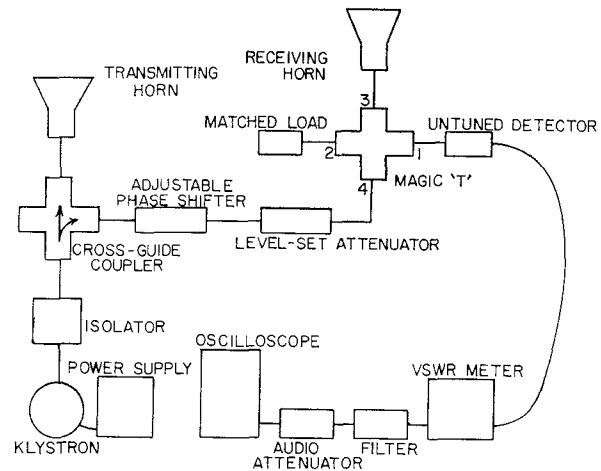 RECEIVING
HORN
TRANSMITTING
HORN
3
MATCHED LOAD
UNTUNED DETECTOR
2
1
4
MAGIC 'T'
ADJUSTABLE
PHASE SHIFTER
LEVEL-SET ATTENUATOR
CROSS-GUIDE
COUPLER
ISOLATOR
OSCILLOSCOPE
POWER SUPPLY
VSWR METER
KLYSTRON
AUDIO
ATTENUATOR
FILTER